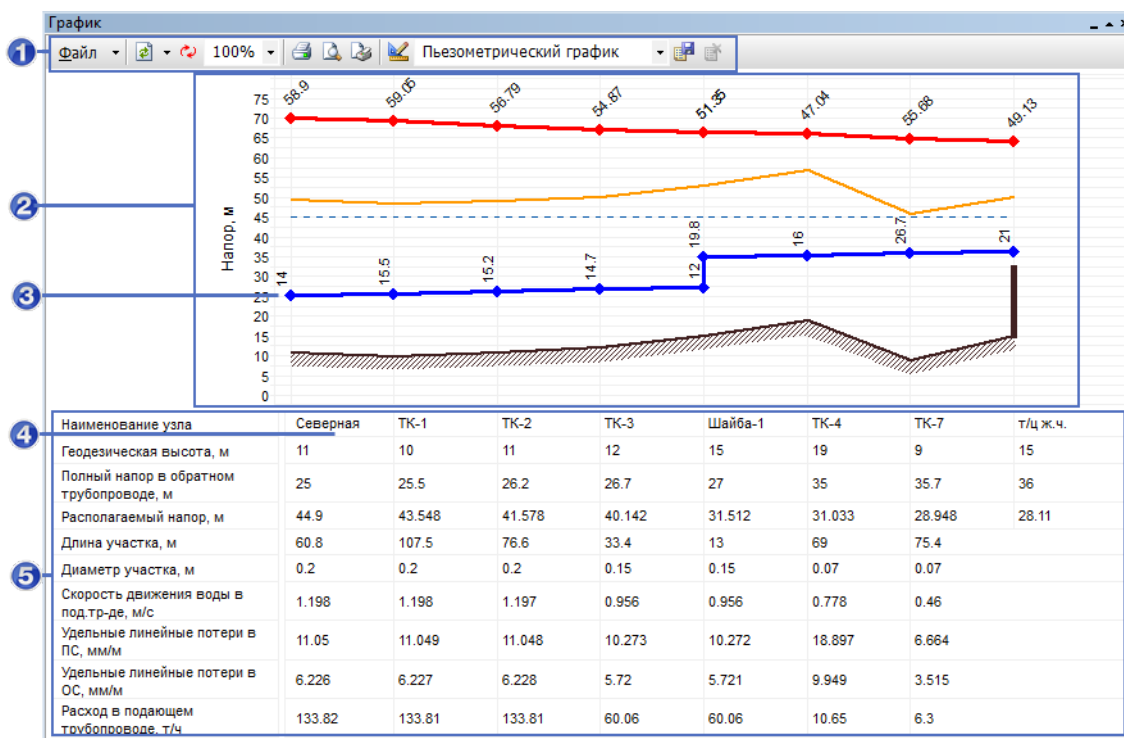 График
1
Файл
100%
Пьезометрический график
2
3
4
5
Напор, м
75
70
65
60
55
50
45
40
35
30
25
20
15
10
5
0
58.9 59.05 56.79 54.87 51.35 47.04 55.68 49.13
14 15.5 15.2 14.7 12 19.8 16 26.7 21
Наименование узла Северная ТК-1 ТК-2 ТК-3 Шайба-1 ТК-4 ТК-7 т/ц ж.ч.
Геодезическая высота, м 11 10 11 12 15 19 9 15
Полный напор в обратном
трубопроводе, м 25 25.5 26.2 26.7 27 35 35.7 36
Располагаемый напор, м 44.9 43.548 41.578 40.142 31.512 31.033 28.948 28.11
Длина участка, м 60.8 107.5 76.6 33.4 13 69 75.4
Диаметр участка, м 0.2 0.2 0.2 0.15 0.15 0.07 0.07
Скорость движения воды в
под.тр-де, м/с 1.198 1.198 1.197 0.956 0.956 0.778 0.46
Удельные линейные потери в
ПС, мм/м 11.05 11.049 11.048 10.273 10.272 18.897 6.664
Удельные линейные потери в
ОС, мм/м 6.226 6.227 6.228 5.72 5.721 9.949 3.515
Расход в подающем
трубопроводе, т/ч 133.82 133.81 133.81 60.06 60.06 10.65 6.3